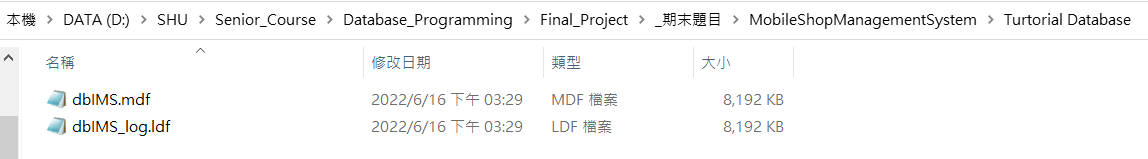 本機 > DATA (D:) > SHU > Senior_Course > Database_Programming > Final_Project > _期末題目 > MobileShopManagementSystem > Turtorial Database
名稱 修改日期 類型 大小
dbIMS.mdf 2022/6/16 下午 03:29 MDF 檔案 8,192 KB
dbIMS_log.ldf 2022/6/16 下午 03:29 LDF 檔案 8,192 KB